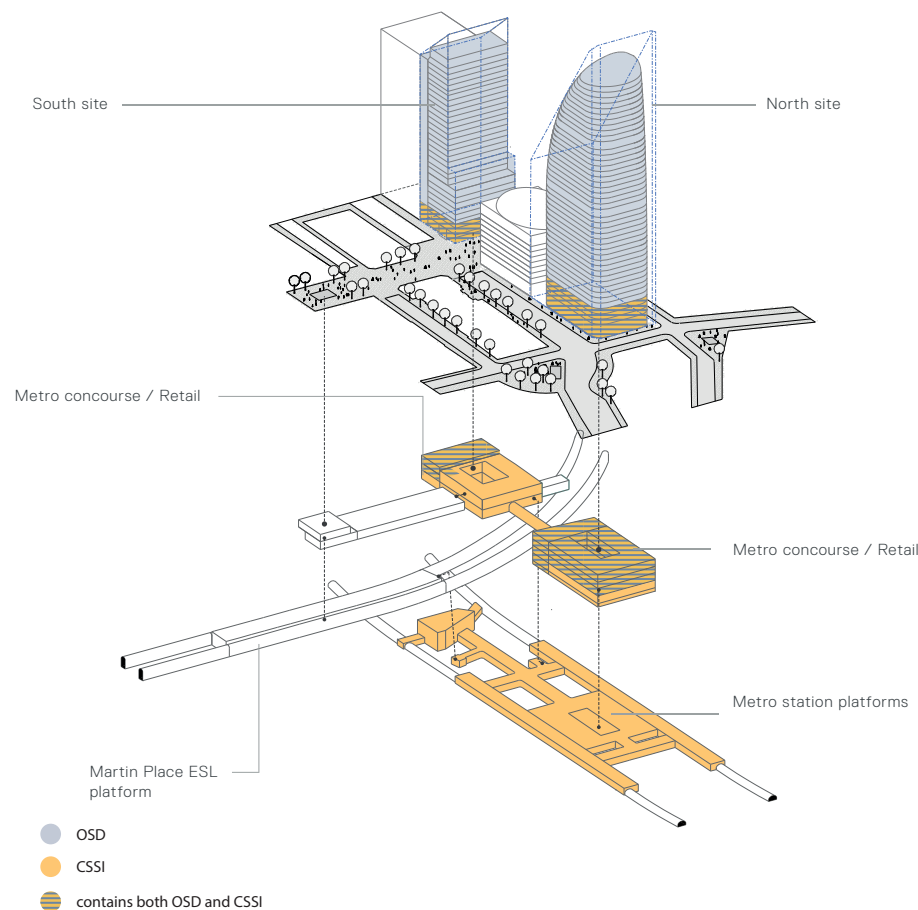 South site
North site
Metro concourse / Retail
Metro concourse / Retail
Metro station platforms
Martin Place ESL
platform
OSD
CSSI
contains both OSD and CSSI